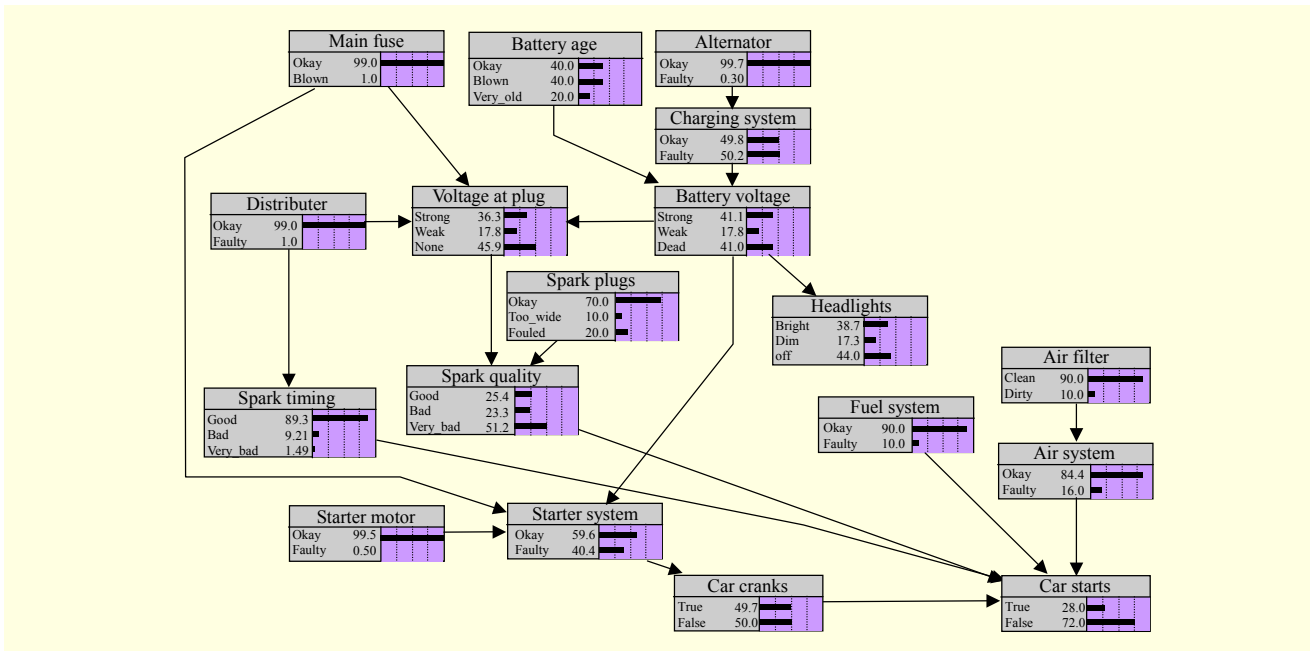 Main fuse
Okay 99.0
Blown 1.0
Battery age
Okay 40.0
Blown 40.0
Very_old 20.0
Alternator
Okay 99.7
Faulty 0.30
Charging system
Okay 49.8
Faulty 50.2
Distributer
Okay 99.0
Faulty 1.0
Voltage at plug
Strong 36.3
Weak 17.8
None 45.9
Battery voltage
Strong 41.1
Weak 17.8
Dead 41.0
Spark plugs
Okay 70.0
Too_wide 10.0
Fouled 20.0
Headlights
Bright 38.7
Dim 17.3
off 44.0
Air filter
Clean 90.0
Dirty 10.0
Spark quality
Good 25.4
Bad 23.3
Very_bad 51.2
Spark timing
Good 89.3
Bad 9.21
Very_bad 1.49
Fuel system
Okay 90.0
Faulty 10.0
Air system
Okay 84.4
Faulty 16.0
Starter motor
Okay 99.5
Faulty 0.50
Starter system
Okay 59.6
Faulty 40.4
Car cranks
True 49.7
False 50.0
Car starts
True 28.0
False 72.0